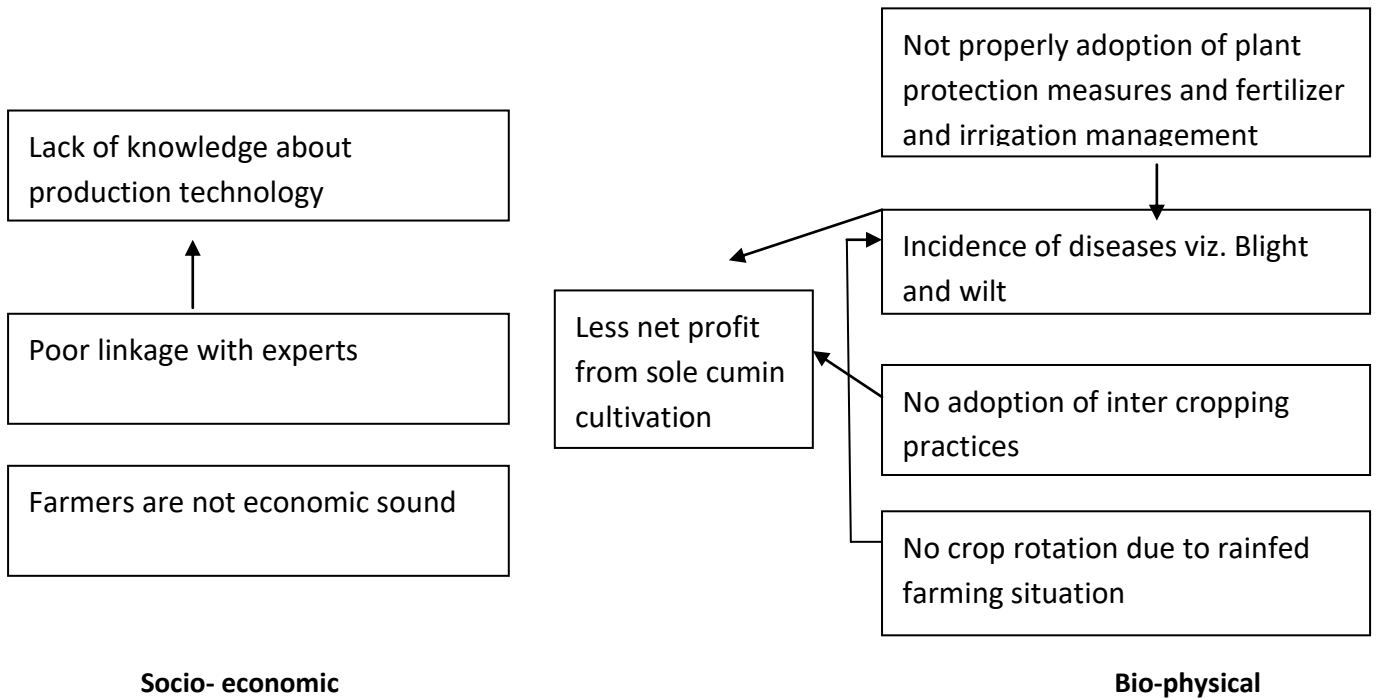 Not properly adoption of plant
protection measures and fertilizer
and irrigation management
Lack of knowledge about
production technology
Incidence of diseases viz. Blight
and wilt
Less net profit
from sole cumin
cultivation
Poor linkage with experts
No adoption of inter cropping
practices
Farmers are not economic sound
No crop rotation due to rainfed
farming situation
Socio- economic
Bio-physical